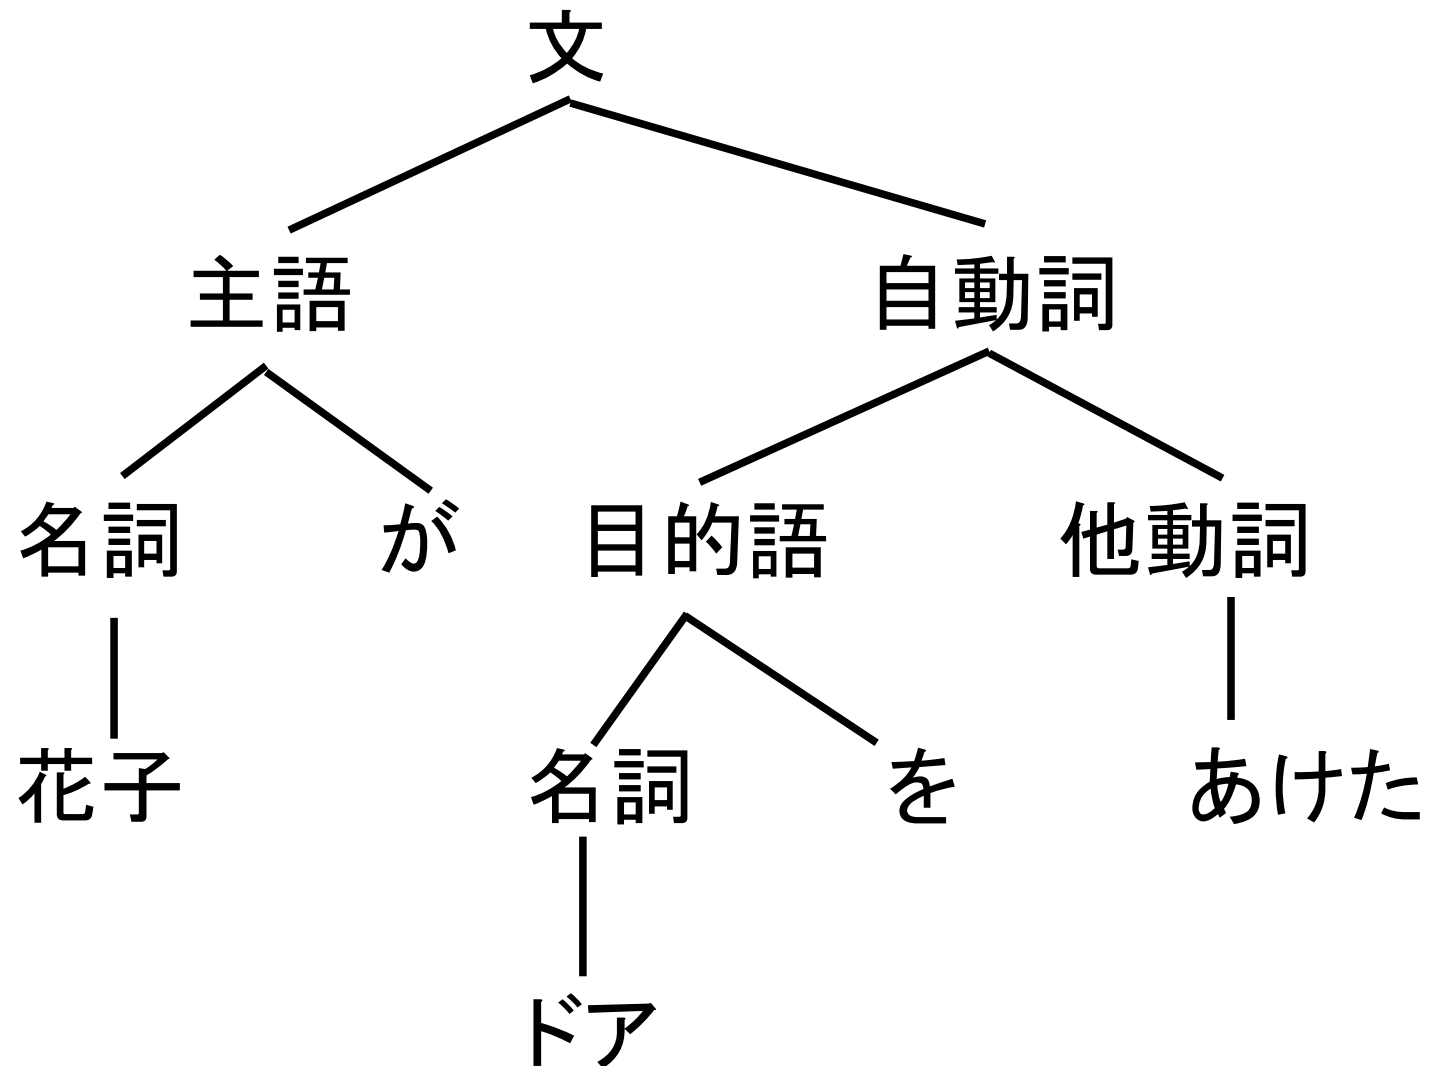 文
主語 自動詞
名詞 が 目的語 他動詞
花子 名詞 を あけた
ドア